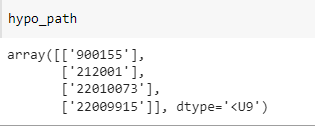 hypo_path
array([['900155'],
       ['212001'],
       ['22010073'],
       ['22009915']], dtype='<U9')